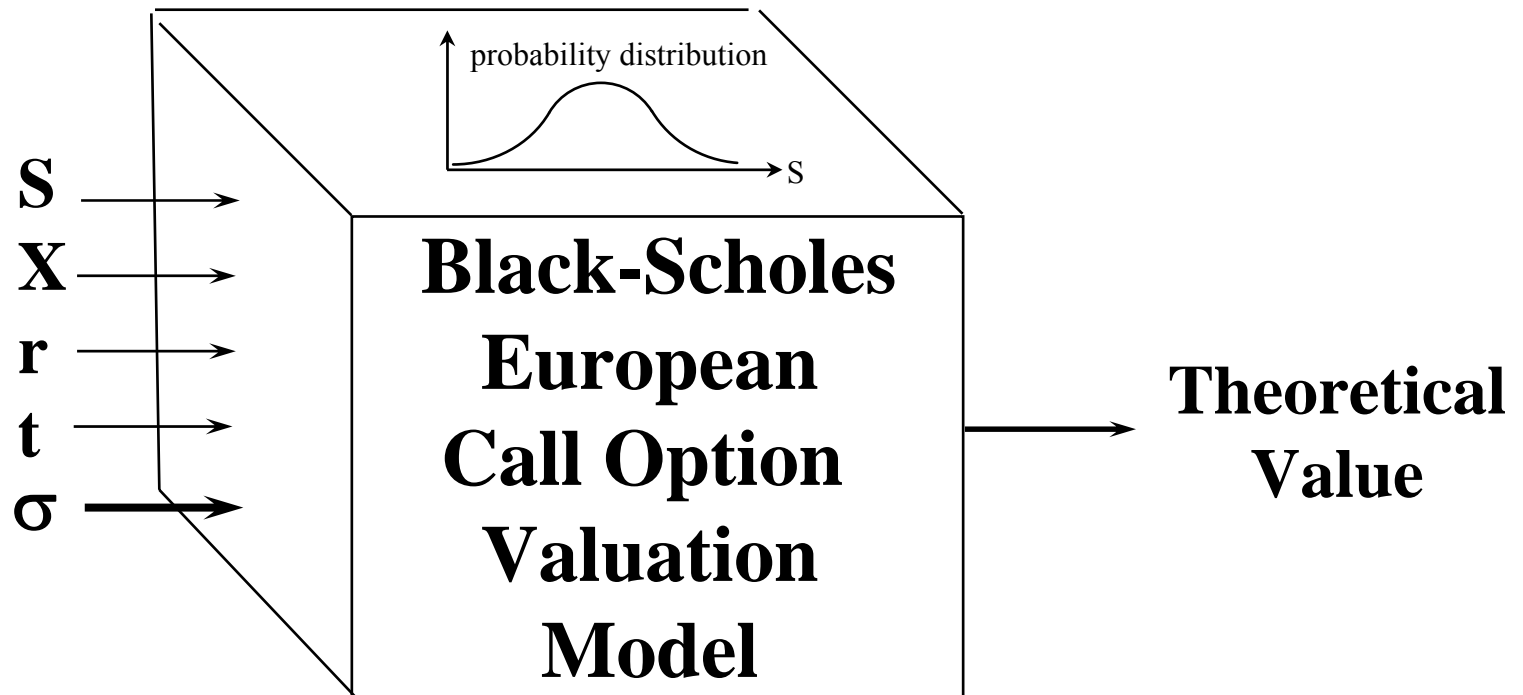 probability distribution
S
S
X
r
t
σ
Black-Scholes
European
Call Option
Valuation
Model
Theoretical
Value